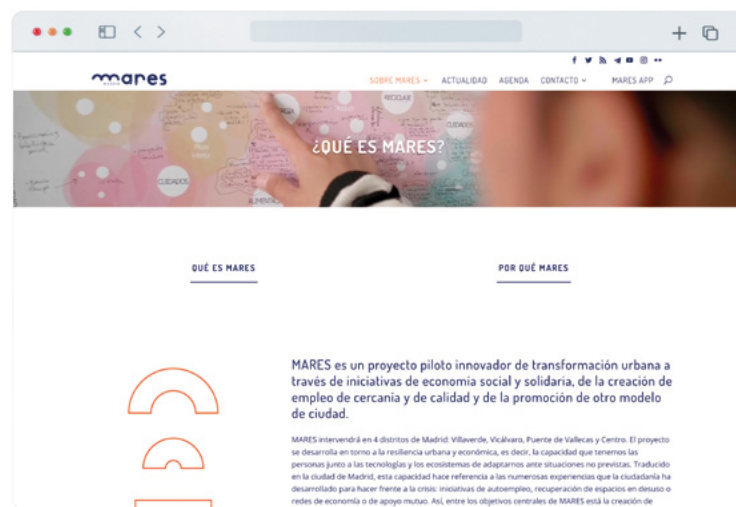 mares
MADRID
SOBRE MARES
ACTUALIDAD
AGENDA
CONTACTO
MARES APP
RECICLAJE
CUIDADOS
¿QUÉ ES MARES?
CUIDADOS
QUÉ ES MARES
POR QUÉ MARES
MARES es un proyecto piloto innovador de transformación urbana a
través de iniciativas de economía social y solidaria, de la creación de
empleo de cercanía y de calidad y de la promoción de otro modelo
de ciudad.
MARES intervendrá en 4 distritos de Madrid: Villaverde, Vicálvaro, Puente de Vallecas y Centro. El proyecto
se desarrolla en torno a la resiliencia urbana y económica, es decir, la capacidad que tenemos las
personas junto a las tecnologías y los ecosistemas de adaptarnos ante situaciones no previstas. Traducido
en la ciudad de Madrid, esta capacidad hace referencia a las numerosas experiencias que la ciudadanía ha
desarrollado para hacer frente a la crisis: iniciativas de autoempleo, recuperación de espacios en desuso o
redes de economía o de apoyo mutuo. Así, entre los objetivos centrales de MARES está la creación de